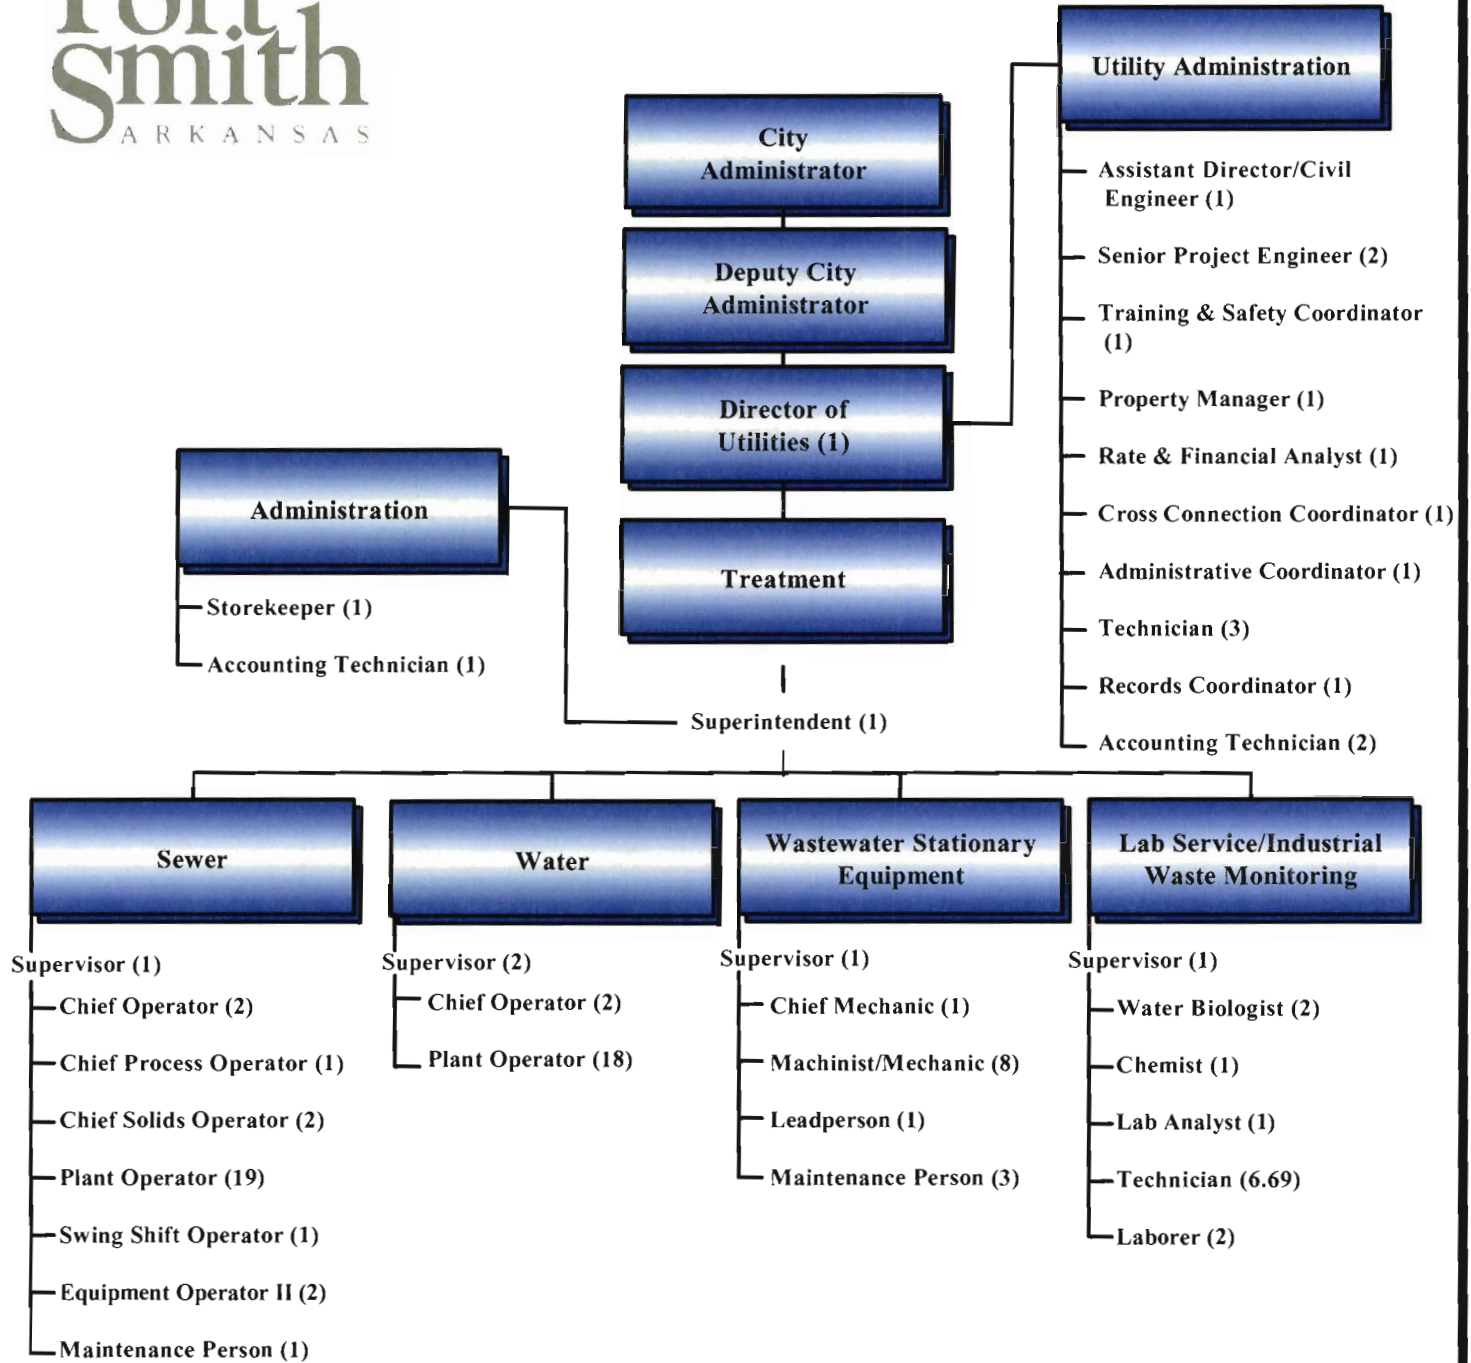 Fort
Smith
ARKANSAS
Utility Administration
Assistant Director/Civil
Engineer (1)
Senior Project Engineer (2)
Training & Safety Coordinator
(1)
Property Manager (1)
Rate & Financial Analyst (1)
Cross Connection Coordinator (1)
Administrative Coordinator (1)
Technician (3)
Records Coordinator (1)
Accounting Technician (2)
City
Administrator
Deputy City
Administrator
Director of
Utilities (1)
Treatment
Administration
Storekeeper (1)
Accounting Technician (1)
Superintendent (1)
Sewer
Supervisor (1)
Chief Operator (2)
Chief Process Operator (1)
Chief Solids Operator (2)
Plant Operator (19)
Swing Shift Operator (1)
Equipment Operator II (2)
Maintenance Person (1)
Water
Supervisor (2)
Chief Operator (2)
Plant Operator (18)
Wastewater Stationary
Equipment
Supervisor (1)
Chief Mechanic (1)
Machinist/Mechanic (8)
Leadperson (1)
Maintenance Person (3)
Lab Service/Industrial
Waste Monitoring
Supervisor (1)
Water Biologist (2)
Chemist (1)
Lab Analyst (1)
Technician (6.69)
Laborer (2)